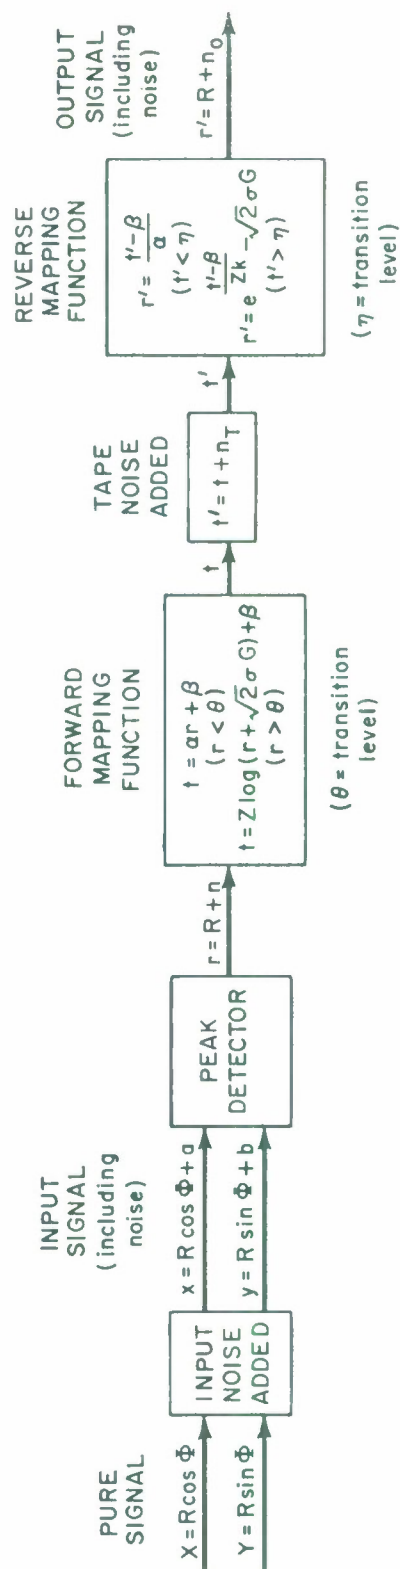 PURE
SIGNAL
X = R cos Φ
Y = R sin Φ
INPUT
NOISE
ADDED
INPUT
SIGNAL
(including
noise)
x = R cos Φ + a
y = R sin Φ + b
PEAK
DETECTOR
r = R + n
FORWARD
MAPPING
FUNCTION
t = αr + β
(r < θ)
t = Z log (r + √2 σ G) + β
(r > θ)
(θ = transition
level)
t
TAPE
NOISE
ADDED
t' = t + n_T
t'
REVERSE
MAPPING
FUNCTION
r' = (t' − β)/α
(t' < η)
r' = e^((t' − β)/Zk) − √2 σG
(t' > η)
(η = transition
level)
OUTPUT
SIGNAL
(including
noise)
r' = R + n_o